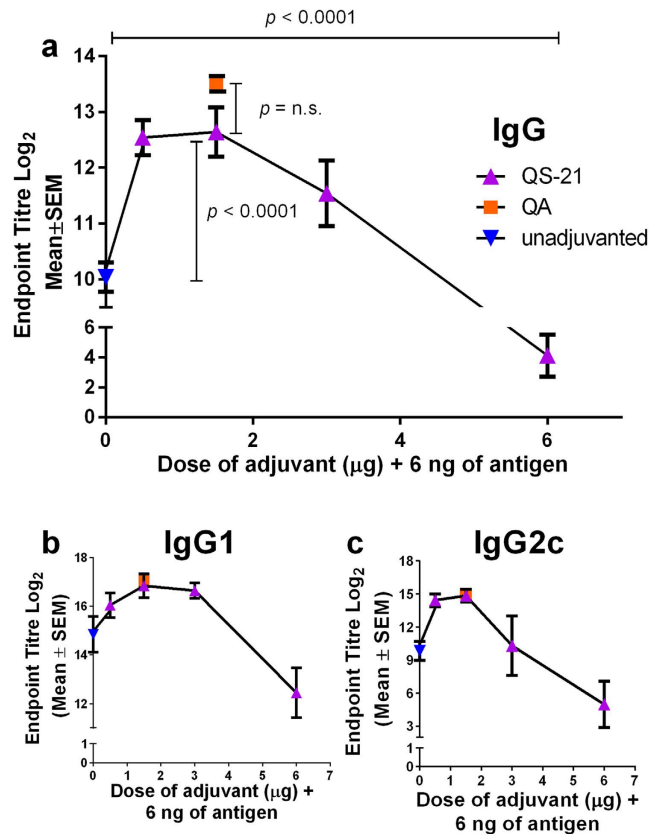 p < 0.0001
a
14
13
12
11
10
6
4
2
0
p = n.s.
p < 0.0001
IgG
QS-21
QA
unadjuvanted
Endpoint Titre Log2
Mean±SEM
0 2 4 6
Dose of adjuvant (µg) + 6 ng of antigen
b
IgG1
18
16
14
12
1
0
Endpoint Titre Log2
(Mean ± SEM)
0 1 2 3 4 5 6 7
Dose of adjuvant (µg) +
6 ng of antigen
c
IgG2c
18
15
12
9
6
3
1
0
Endpoint Titre Log2
(Mean ± SEM)
0 1 2 3 4 5 6 7
Dose of adjuvant (µg) +
6 ng of antigen